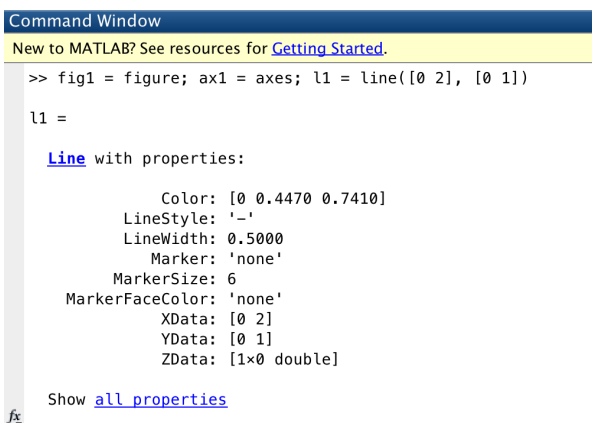 Command Window
New to MATLAB? See resources for Getting Started.
>> fig1 = figure; ax1 = axes; l1 = line([0 2], [0 1])
l1 =
Line with properties:
Color: [0 0.4470 0.7410]
LineStyle: '-'
LineWidth: 0.5000
Marker: 'none'
MarkerSize: 6
MarkerFaceColor: 'none'
XData: [0 2]
YData: [0 1]
ZData: [1×0 double]
Show all properties
fx